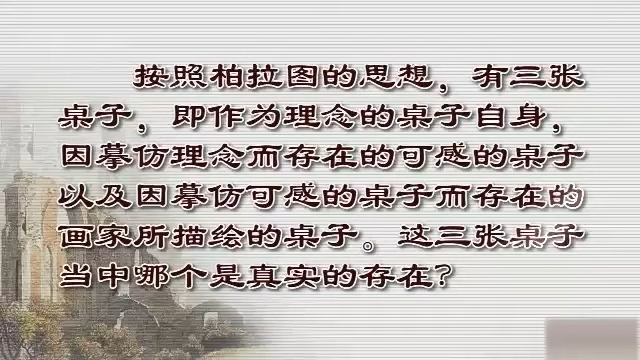 按照柏拉图的思想，有三张
桌子，即作为理念的桌子自身，
因摹仿理念而存在的可感的桌子
以及因摹仿可感的桌子而存在的
画家所描绘的桌子。这三张桌子
当中哪个是真实的存在？